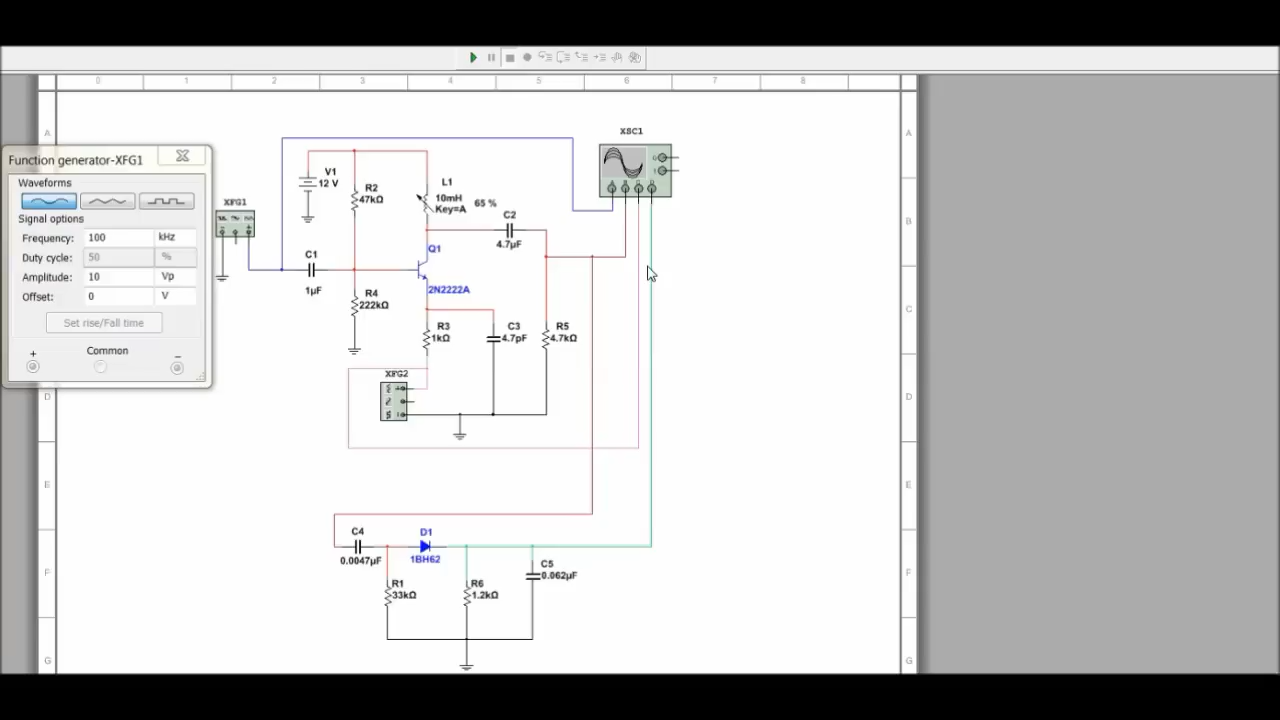 0 1 2 3 4 5 6 7 8
A
A
XSC1
G
T
A B C D
Function generator-XFG1
Waveforms
Signal options
Frequency: 100 kHz
Duty cycle: 50 %
Amplitude: 10 Vp
Offset: 0 V
Set rise/Fall time
+ Common −
XFG1
V1
12 V
R2
47kΩ
L1
10mH
Key=A
65 %
C2
4.7µF
B
B
Q1
2N2222A
C1
1µF
R4
222kΩ
C
R3
1kΩ
C3
4.7pF
R5
4.7kΩ
XFG2
D
D
E
E
C4
0.0047µF
D1
1BH62
C5
0.062µF
F
F
R1
33kΩ
R6
1.2kΩ
G
G